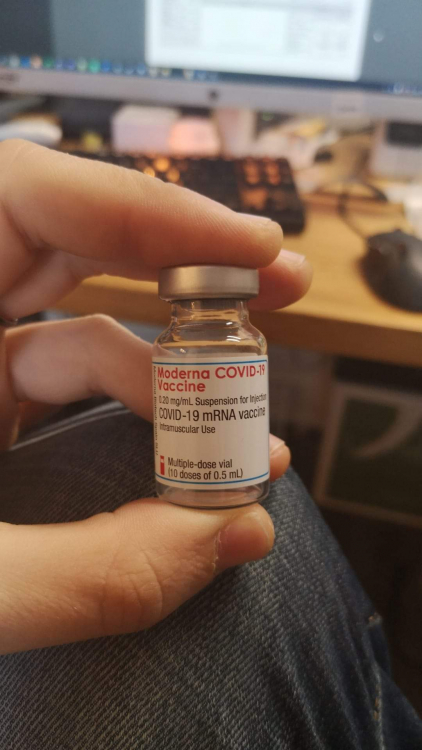 Moderna COVID-19
Vaccine
0.20 mg/mL Suspension for Injection
COVID-19 mRNA vaccine
Intramuscular Use
Multiple-dose vial
(10 doses of 0.5 mL)